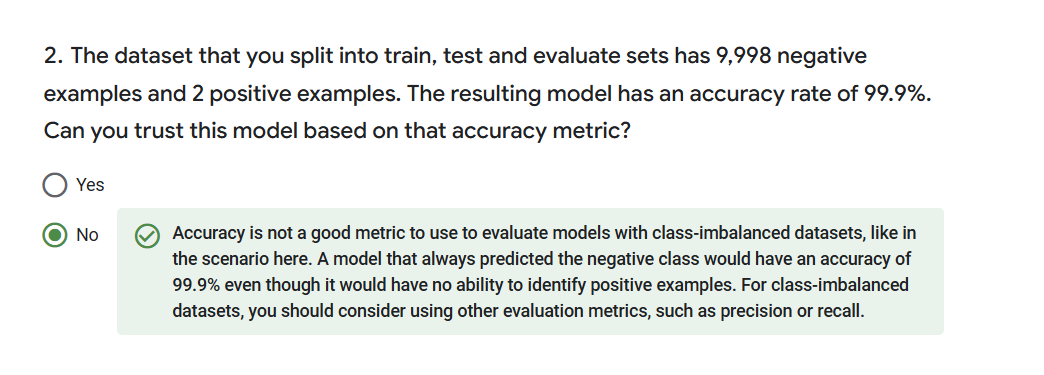 2. The dataset that you split into train, test and evaluate sets has 9,998 negative
examples and 2 positive examples. The resulting model has an accuracy rate of 99.9%.
Can you trust this model based on that accuracy metric?
Yes
No
Accuracy is not a good metric to use to evaluate models with class-imbalanced datasets, like in
the scenario here. A model that always predicted the negative class would have an accuracy of
99.9% even though it would have no ability to identify positive examples. For class-imbalanced
datasets, you should consider using other evaluation metrics, such as precision or recall.